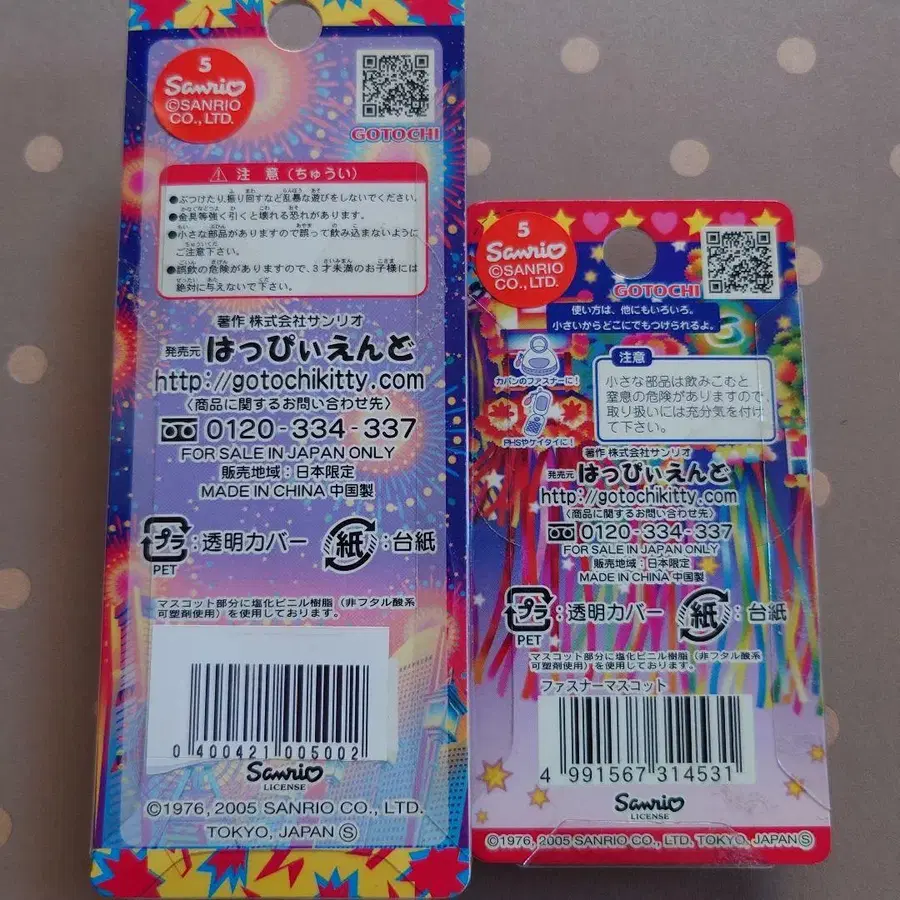 5
Sanrio
©SANRIO
CO., LTD.
GOTOCHI
⚠ 注 意 (ちゅうい)
●ぶつけたり、振り回すなど乱暴な遊びをしないでください。
●金具等強く引くと壊れる恐れがあります。
●小さな部品がありますので誤って飲み込まないように
ご注意下さい。
●誤飲の危険がありますので、3才未満のお子様には
絶対に与えないで下さい。
著作 株式会社サンリオ
発売元 はっぴぃえんど
http://gotochikitty.com
〈商品に関するお問い合わせ先〉
0120-334-337
FOR SALE IN JAPAN ONLY
販売地域:日本限定
MADE IN CHINA 中国製
プラ:透明カバー 紙:台紙
PET
マスコット部分に塩化ビニル樹脂(非フタル酸系
可塑剤使用)を使用しております。
0 400421 005002
Sanrio
LICENSE
©1976, 2005 SANRIO CO., LTD.
TOKYO, JAPAN Ⓢ
5
Sanrio
©SANRIO
CO., LTD.
GOTOCHI
使い方は、他にもいろいろ。
小さいからどこにでもつけられるよ。
カバンのファスナーに!
PHSやケイタイに!
注意
小さな部品は飲みこむと
窒息の危険がありますので、
取り扱いには充分気を付け
て下さい。
著作 株式会社サンリオ
発売元 はっぴぃえんど
http://gotochikitty.com
〈商品に関するお問い合わせ先〉
0120-334-337
FOR SALE IN JAPAN ONLY
販売地域:日本限定
MADE IN CHINA 中国製
プラ:透明カバー 紙:台紙
PET
マスコット部分に塩化ビニル樹脂(非フタル酸系
可塑剤使用)を使用しております。
ファスナーマスコット
4 991567 314531
Sanrio
LICENSE
©1976, 2005 SANRIO CO., LTD. TOKYO, JAPAN Ⓢ